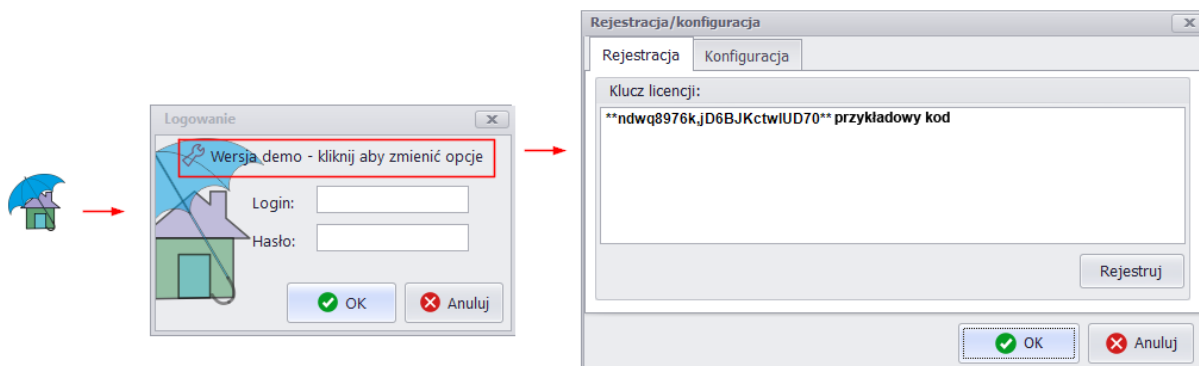 Logowanie
Wersja demo - kliknij aby zmienić opcje
Login:
Hasło:
OK
Anuluj
Rejestracja/konfiguracja
Rejestracja
Konfiguracja
Klucz licencji:
**ndwq8976k,jD6BJKctwIUD70** przykładowy kod
Rejestruj
OK
Anuluj